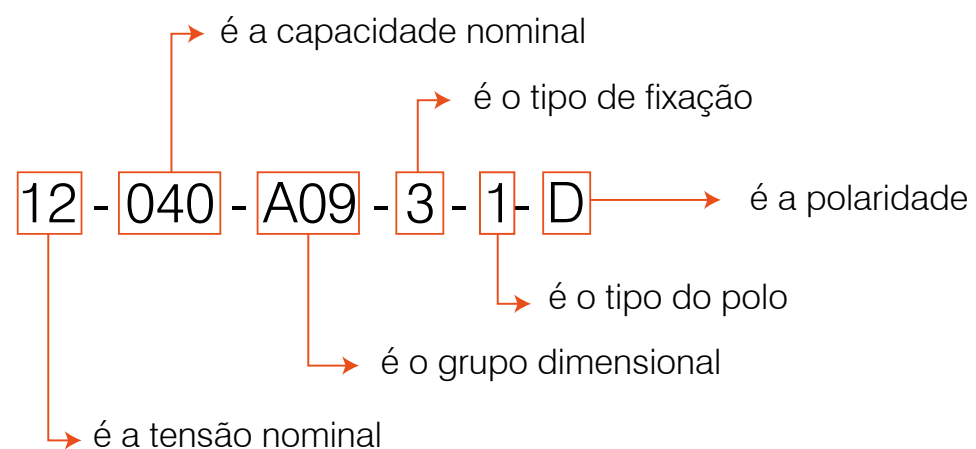 é a capacidade nominal
é o tipo de fixação
12 - 040 - A09 - 3 - 1 - D
é a polaridade
é o tipo do polo
é o grupo dimensional
é a tensão nominal